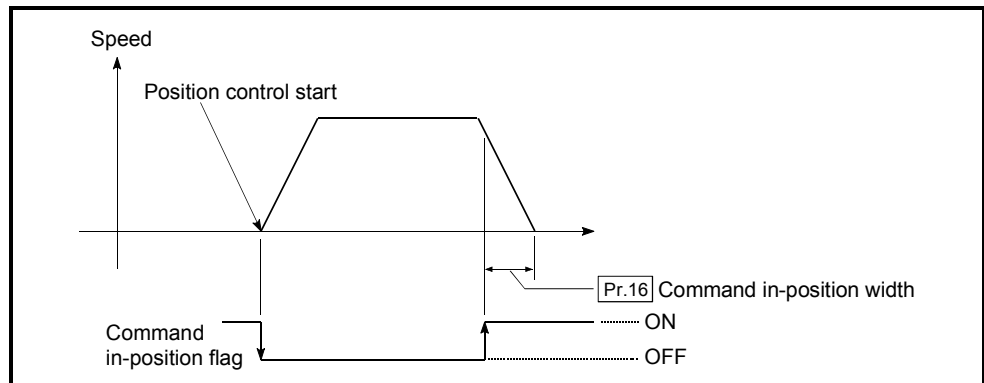 Speed
Position control start
Pr.16 Command in-position width
ON
Command
in-position flag
OFF